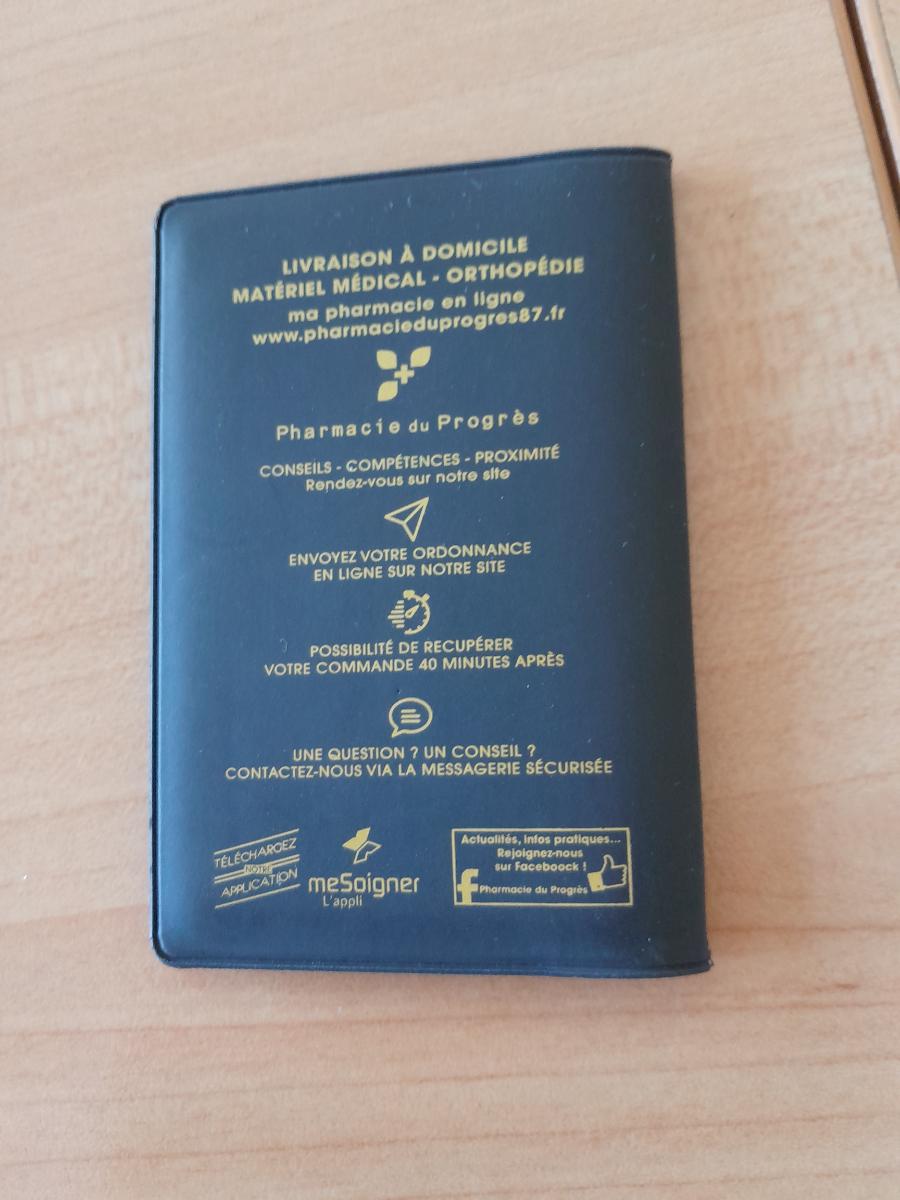 LIVRAISON À DOMICILE
MATÉRIEL MÉDICAL - ORTHOPÉDIE
ma pharmacie en ligne
www.pharmacieduprogres87.fr
Pharmacie du Progrès
CONSEILS - COMPÉTENCES - PROXIMITÉ
Rendez-vous sur notre site
ENVOYEZ VOTRE ORDONNANCE
EN LIGNE SUR NOTRE SITE
POSSIBILITÉ DE RECUPÉRER
VOTRE COMMANDE 40 MINUTES APRÈS
UNE QUESTION ? UN CONSEIL ?
CONTACTEZ-NOUS VIA LA MESSAGERIE SÉCURISÉE
TÉLÉCHARGEZ
NOTRE
APPLICATION
meSoigner
L'appli
Actualités, infos pratiques...
Rejoignez-nous
sur Faceboock !
f Pharmacie du Progrès